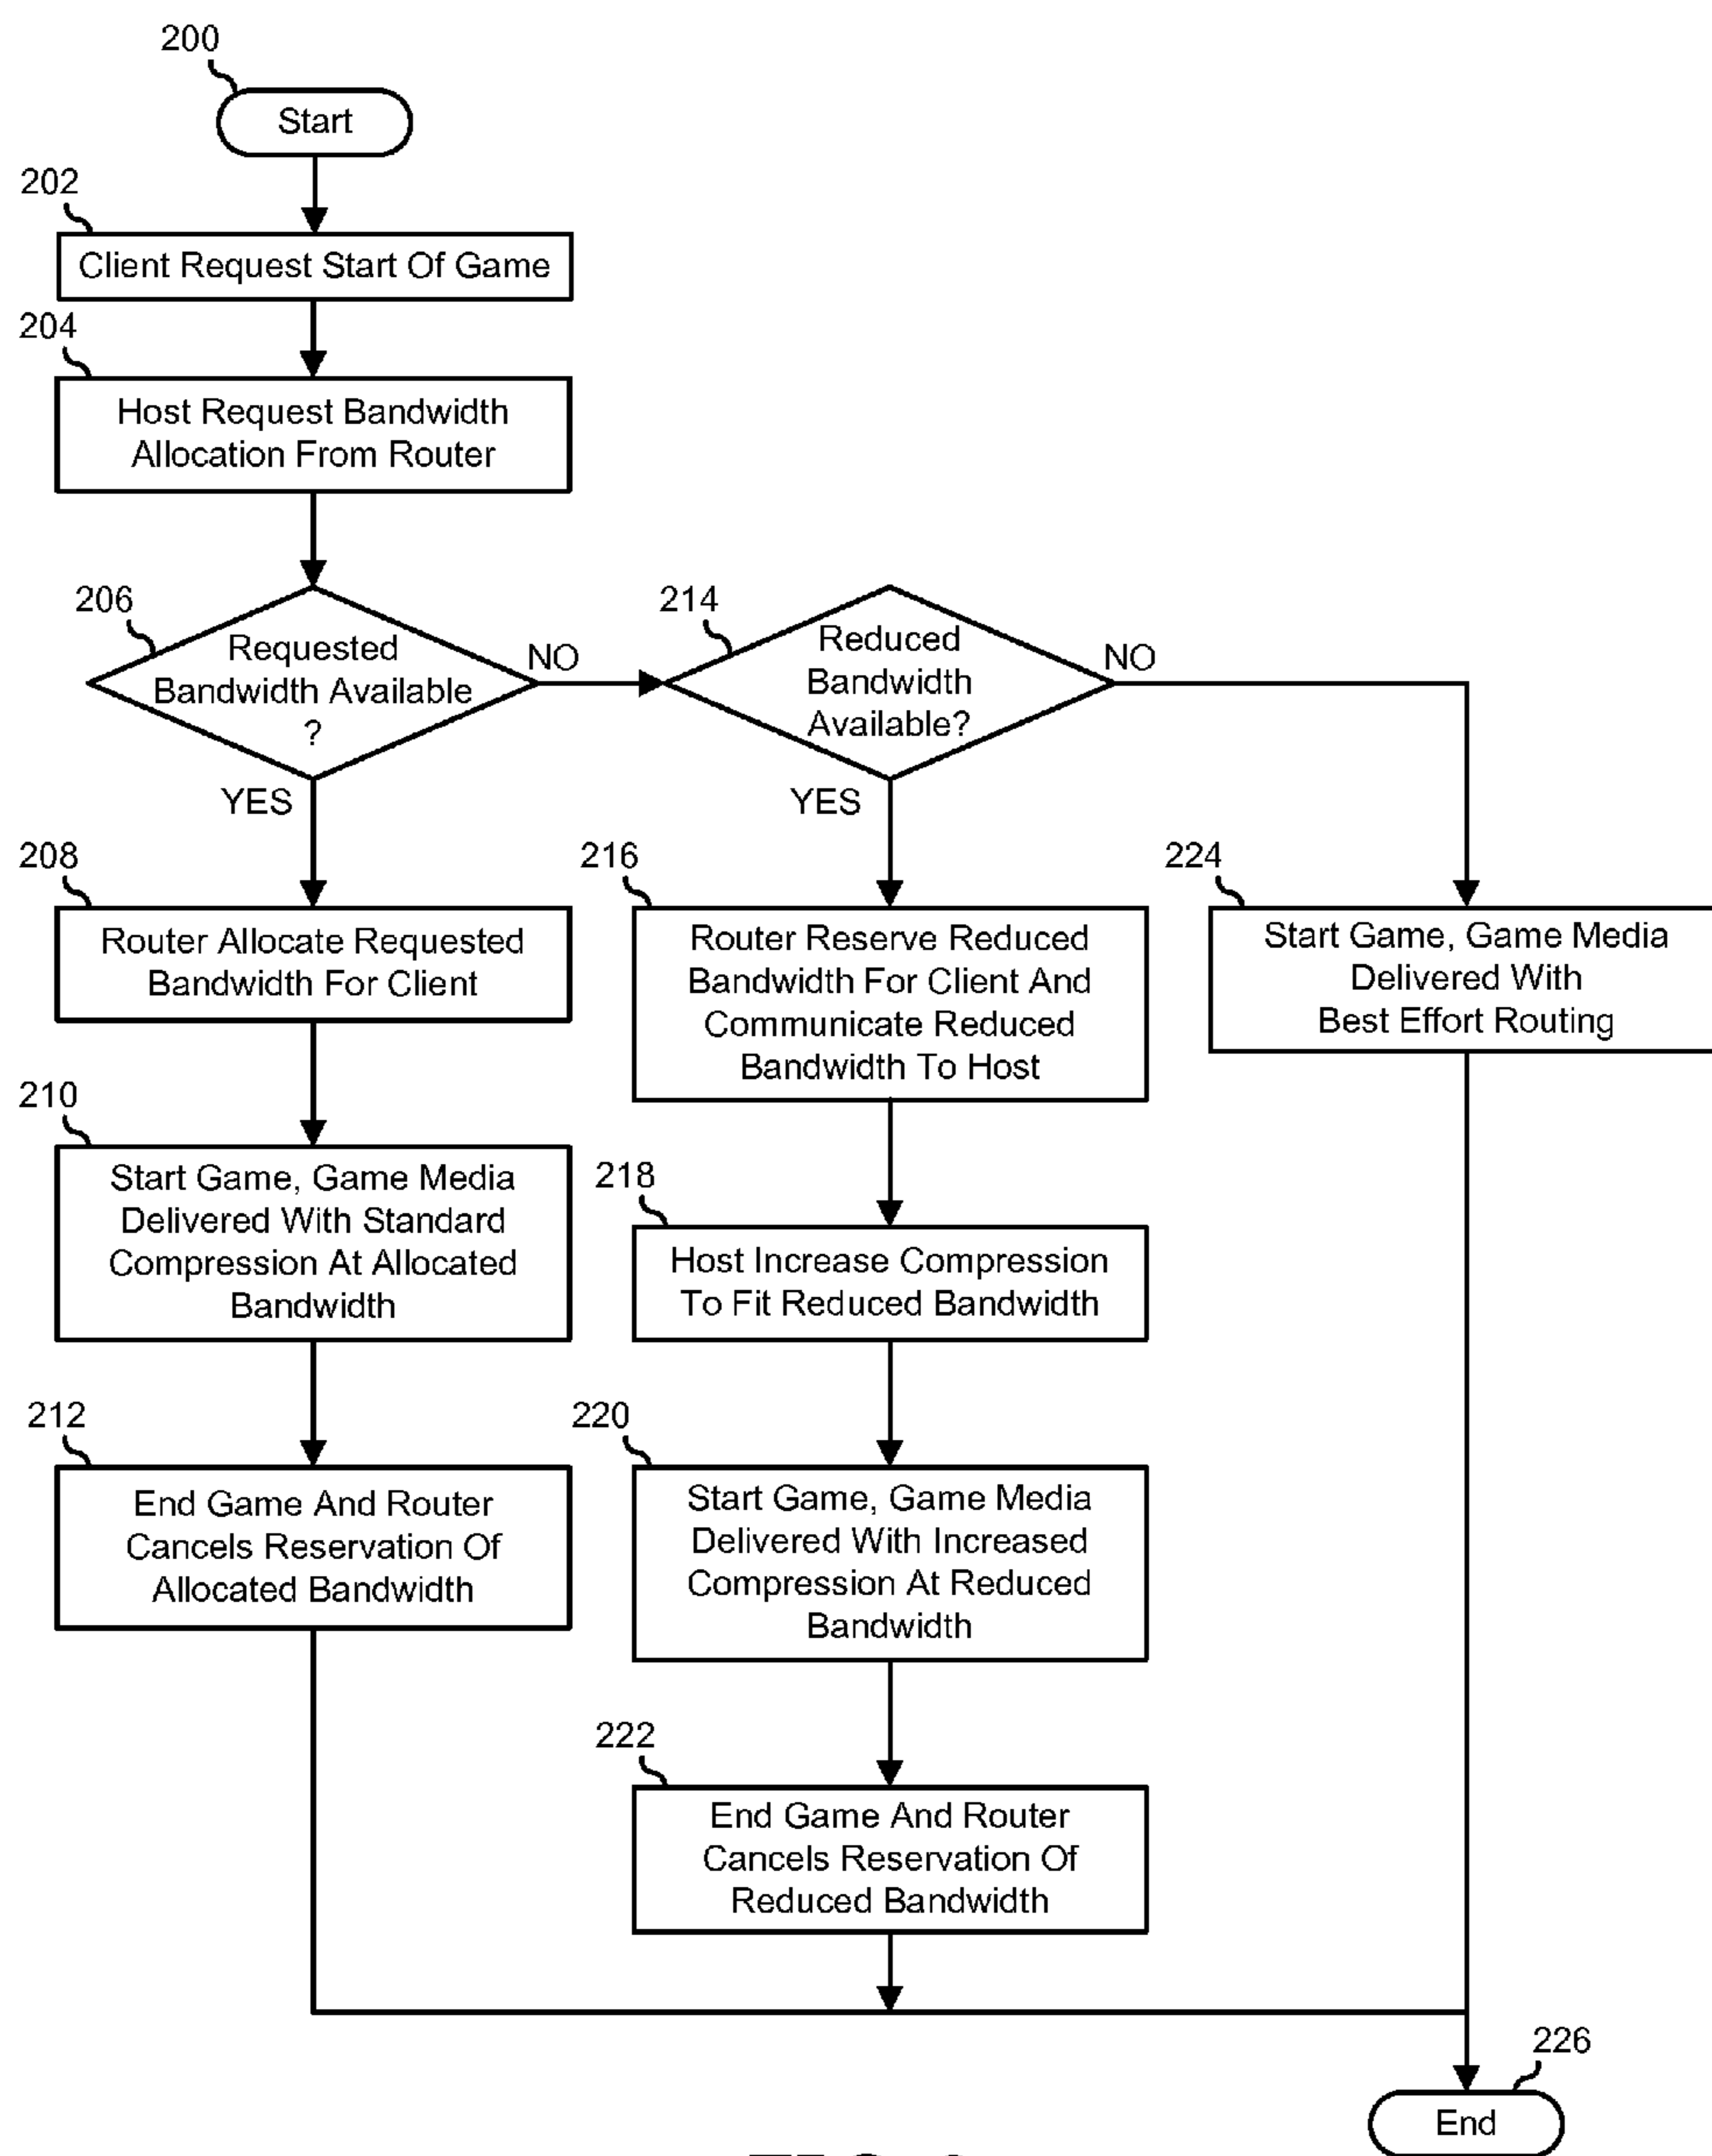 200
Start
202
Client Request Start Of Game
204
Host Request Bandwidth
Allocation From Router
206
Requested
Bandwidth Available
?
NO
YES
214
Reduced
Bandwidth
Available?
NO
YES
208
Router Allocate Requested
Bandwidth For Client
216
Router Reserve Reduced
Bandwidth For Client And
Communicate Reduced
Bandwidth To Host
224
Start Game, Game Media
Delivered With
Best Effort Routing
210
Start Game, Game Media
Delivered With Standard
Compression At Allocated
Bandwidth
218
Host Increase Compression
To Fit Reduced Bandwidth
212
End Game And Router
Cancels Reservation Of
Allocated Bandwidth
220
Start Game, Game Media
Delivered With Increased
Compression At Reduced
Bandwidth
222
End Game And Router
Cancels Reservation Of
Reduced Bandwidth
226
End